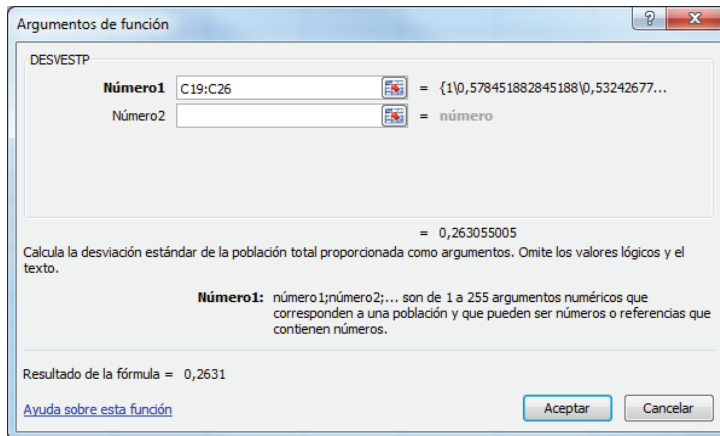 Argumentos de función
DESVESTP
Número1 C19:C26 = {1\0,578451882845188\0,53242677...
Número2 = número
= 0,263055005
Calcula la desviación estándar de la población total proporcionada como argumentos. Omite los valores lógicos y el
texto.
Número1: número1;número2;... son de 1 a 255 argumentos numéricos que
corresponden a una población y que pueden ser números o referencias que
contienen números.
Resultado de la fórmula = 0,2631
Ayuda sobre esta función
Aceptar Cancelar